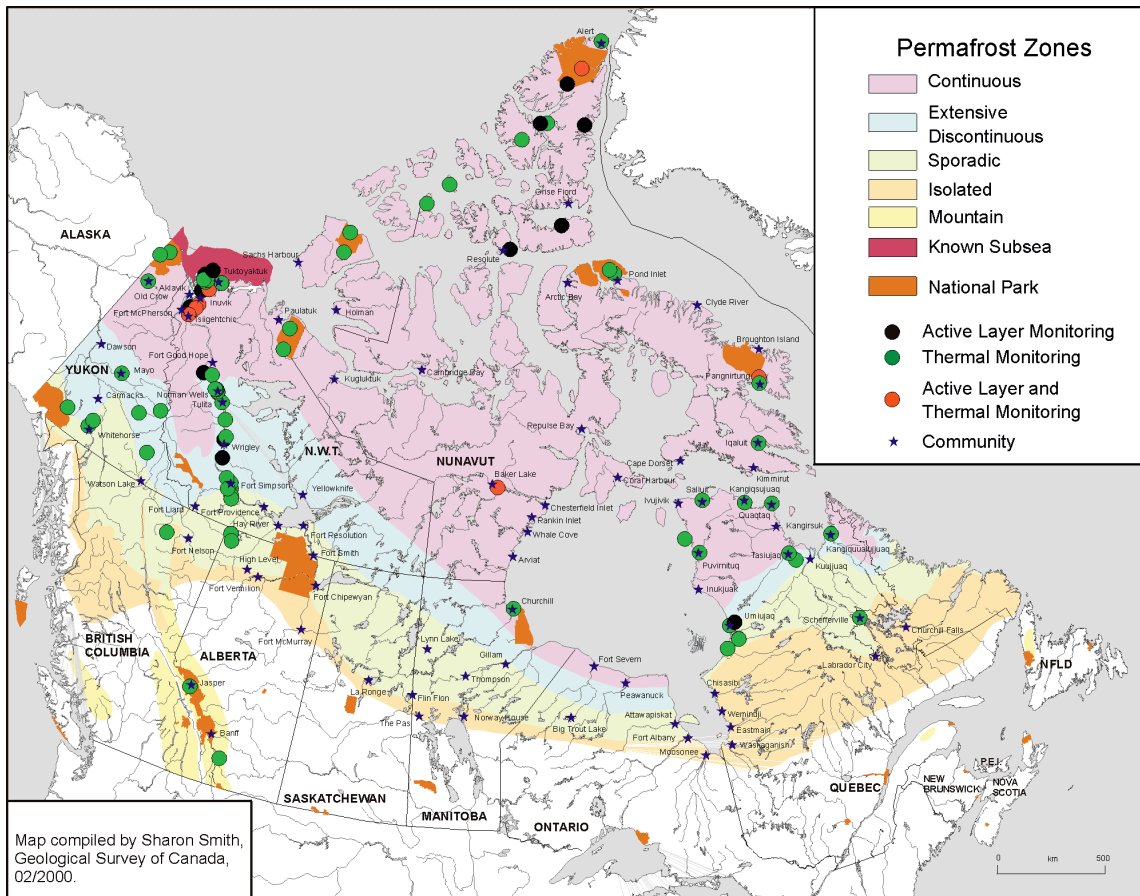 Permafrost Zones
Continuous
Extensive
Discontinuous
Sporadic
Isolated
Mountain
Known Subsea
National Park
Active Layer Monitoring
Thermal Monitoring
Active Layer and
Thermal Monitoring
Community
Alert
Grise Fiord
ALASKA
Sachs Harbour
Resolute
Tuktoyaktuk
Pond Inlet
Arctic Bay
Aklavik
Old Crow
Inuvik
Clyde River
Fort McPherson
Tsiigehtchic
Paulatuk
Holman
Broughton Island
Dawson
Fort Good Hope
Pangnirtung
YUKON
Mayo
Kugluktuk
Cambridge Bay
Carmacks
Norman Wells
Tulita
Whitehorse
Repulse Bay
Iqaluit
Wrigley
N.W.T.
NUNAVUT
Cape Dorset
Kimmirut
Watson Lake
Fort Simpson
Yellowknife
Baker Lake
Coral Harbour
Ivujivik
Salluit
Kangiqsujuaq
Quaqtaq
Fort Liard
Fort Providence
Chesterfield Inlet
Rankin Inlet
Hay River
Whale Cove
Kangirsuk
Fort Resolution
Fort Nelson
Fort Smith
Arviat
Puvirnituq
Tasiujaq
Kangiqsualujjuaq
Kuujjuaq
High Level
Fort Vermilion
Fort Chipewyan
Inukjuak
Churchill
Umiujaq
Schefferville
Churchill Falls
BRITISH
COLUMBIA
ALBERTA
Fort McMurray
Lynn Lake
Gillam
Fort Severn
Labrador City
NFLD
Jasper
La Ronge
Flin Flon
Thompson
Peawanuck
Chisasibi
The Pas
Norway House
Big Trout Lake
Attawapiskat
Wemindji
Banff
Fort Albany
Eastmain
Moosonee
Waskaganish
SASKATCHEWAN
MANITOBA
ONTARIO
QUEBEC
P.E.I.
NEW
BRUNSWICK
NOVA
SCOTIA
Map compiled by Sharon Smith,
Geological Survey of Canada,
02/2000.
0 km 500